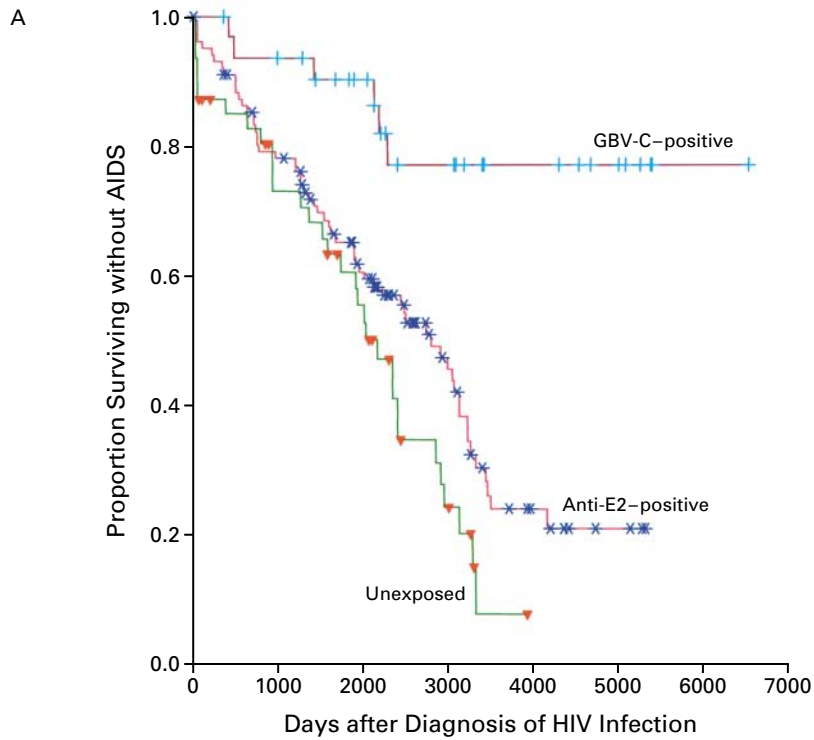 A
Proportion Surviving without AIDS
1.0
0.8
0.6
0.4
0.2
0.0
GBV-C–positive
Anti-E2–positive
Unexposed
0 1000 2000 3000 4000 5000 6000 7000
Days after Diagnosis of HIV Infection